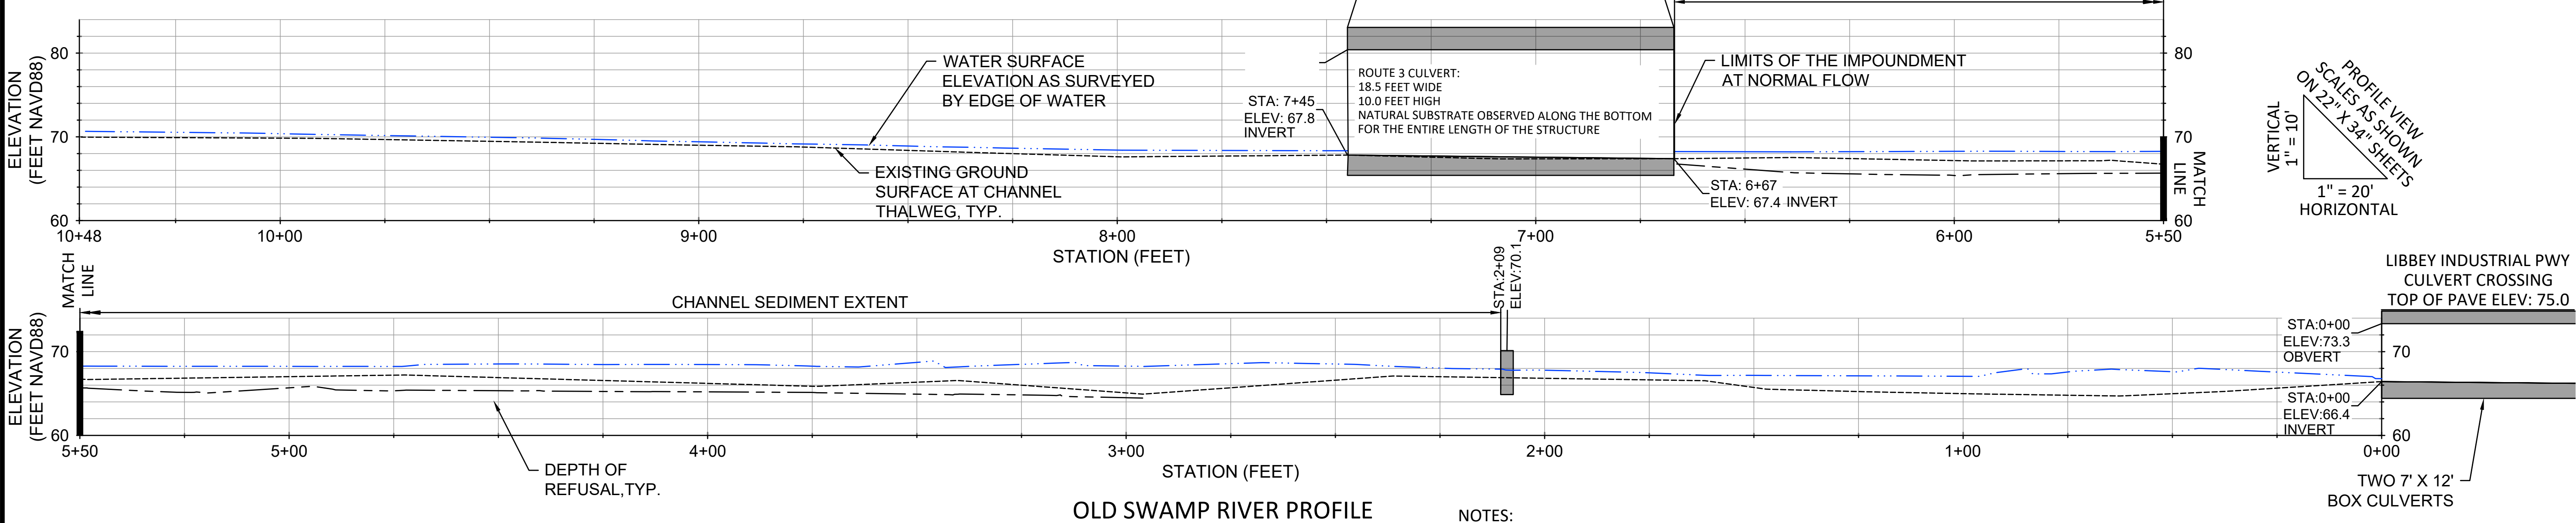 ELEVATION
(FEET NAVD88)
80
70
60
WATER SURFACE
ELEVATION AS SURVEYED
BY EDGE OF WATER
EXISTING GROUND
SURFACE AT CHANNEL
THALWEG, TYP.
STA: 7+45
ELEV: 67.8
INVERT
ROUTE 3 CULVERT:
18.5 FEET WIDE
10.0 FEET HIGH
NATURAL SUBSTRATE OBSERVED ALONG THE BOTTOM
FOR THE ENTIRE LENGTH OF THE STRUCTURE
LIMITS OF THE IMPOUNDMENT
AT NORMAL FLOW
STA: 6+67
ELEV: 67.4 INVERT
80
70
60
MATCH
LINE
10+48
10+00
9+00
8+00
7+00
6+00
5+50
STATION (FEET)
PROFILE VIEW
SCALES AS SHOWN
ON 22" X 34" SHEETS
VERTICAL
1" = 10'
1" = 20'
HORIZONTAL
MATCH
LINE
ELEVATION
(FEET NAVD88)
70
60
CHANNEL SEDIMENT EXTENT
STA:2+09
ELEV:70.1
LIBBEY INDUSTRIAL PWY
CULVERT CROSSING
TOP OF PAVE ELEV: 75.0
STA:0+00
ELEV:73.3
OBVERT
70
STA:0+00
ELEV:66.4
INVERT
60
5+50
5+00
4+00
3+00
2+00
1+00
0+00
STATION (FEET)
DEPTH OF
REFUSAL,TYP.
TWO 7' X 12'
BOX CULVERTS
OLD SWAMP RIVER PROFILE
NOTES: